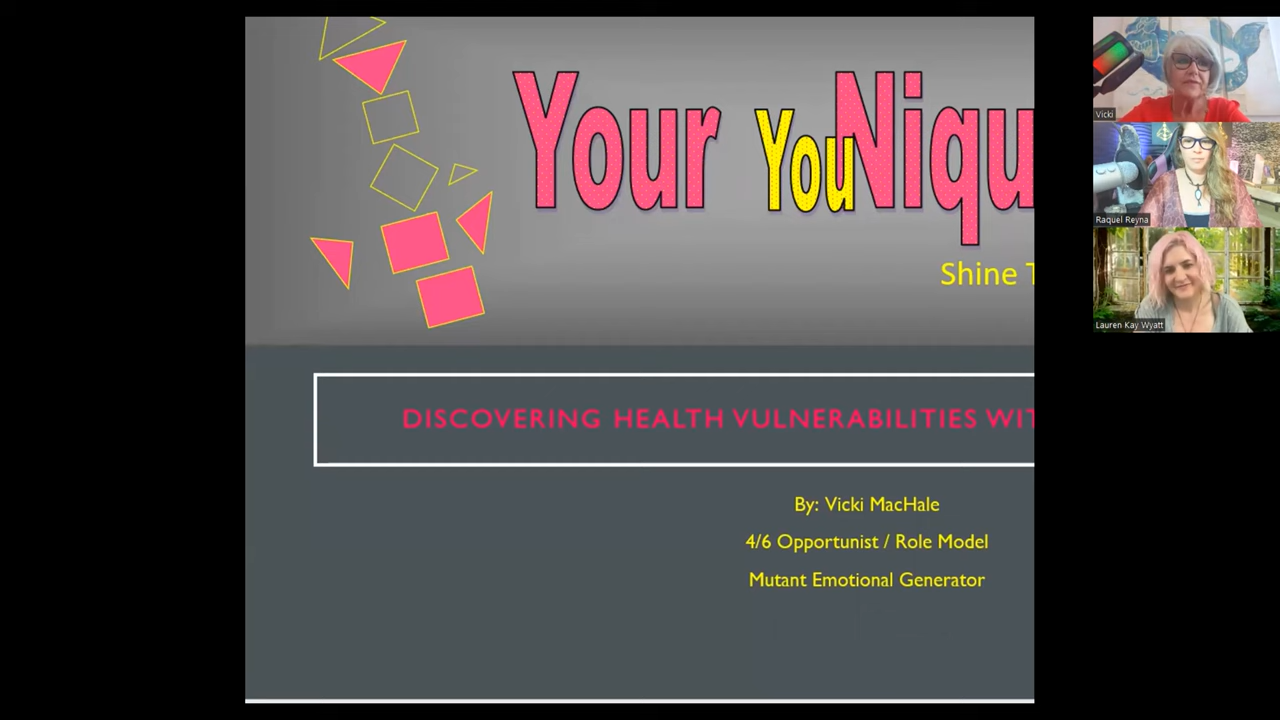 Your YouNiqu
Shine T
DISCOVERING HEALTH VULNERABILITIES WIT
By: Vicki MacHale
4/6 Opportunist / Role Model
Mutant Emotional Generator
Vicki
Raquel Reyna
Lauren Kay Wyatt